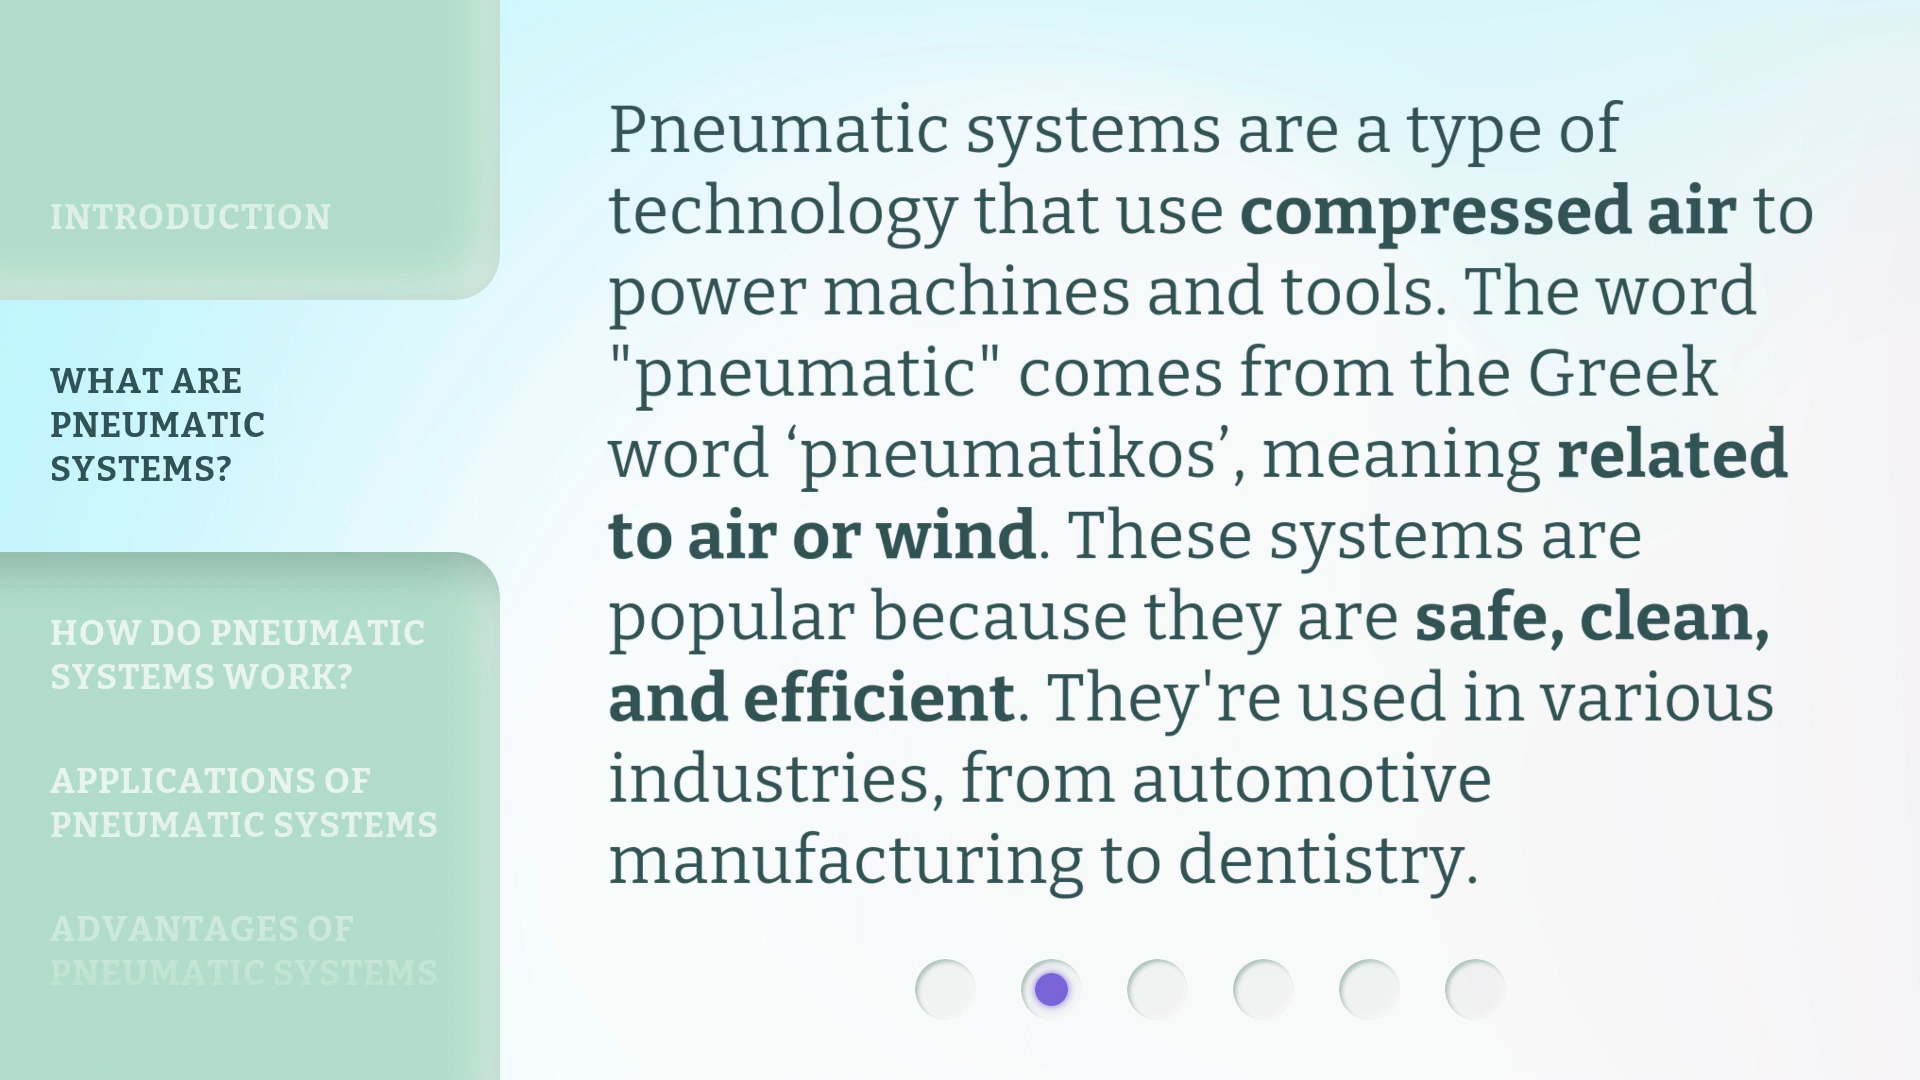 INTRODUCTION
WHAT ARE
PNEUMATIC
SYSTEMS?
HOW DO PNEUMATIC
SYSTEMS WORK?
APPLICATIONS OF
PNEUMATIC SYSTEMS
ADVANTAGES OF
PNEUMATIC SYSTEMS
Pneumatic systems are a type of
technology that use compressed air to
power machines and tools. The word
"pneumatic" comes from the Greek
word ‘pneumatikos’, meaning related
to air or wind. These systems are
popular because they are safe, clean,
and efficient. They're used in various
industries, from automotive
manufacturing to dentistry.